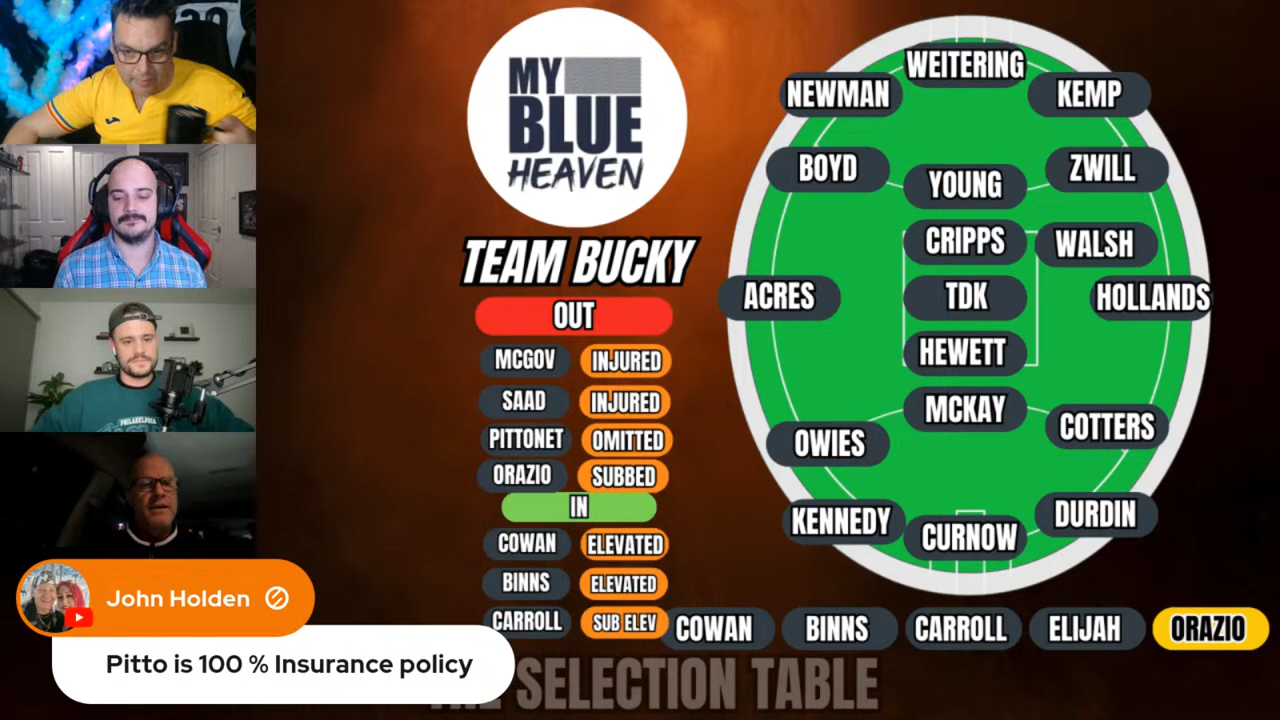 MY
BLUE
HEAVEN
TEAM BUCKY
OUT
MCGOV INJURED
SAAD INJURED
PITTONET OMITTED
ORAZIO SUBBED
IN
COWAN ELEVATED
BINNS ELEVATED
CARROLL SUB ELEV
WEITERING
NEWMAN KEMP
BOYD ZWILL
YOUNG
CRIPPS WALSH
ACRES TDK HOLLANDS
HEWETT
MCKAY
OWIES COTTERS
KENNEDY DURDIN
CURNOW
COWAN BINNS CARROLL ELIJAH ORAZIO
SELECTION TABLE
PHILADELPHIA
John Holden
Pitto is 100 % Insurance policy